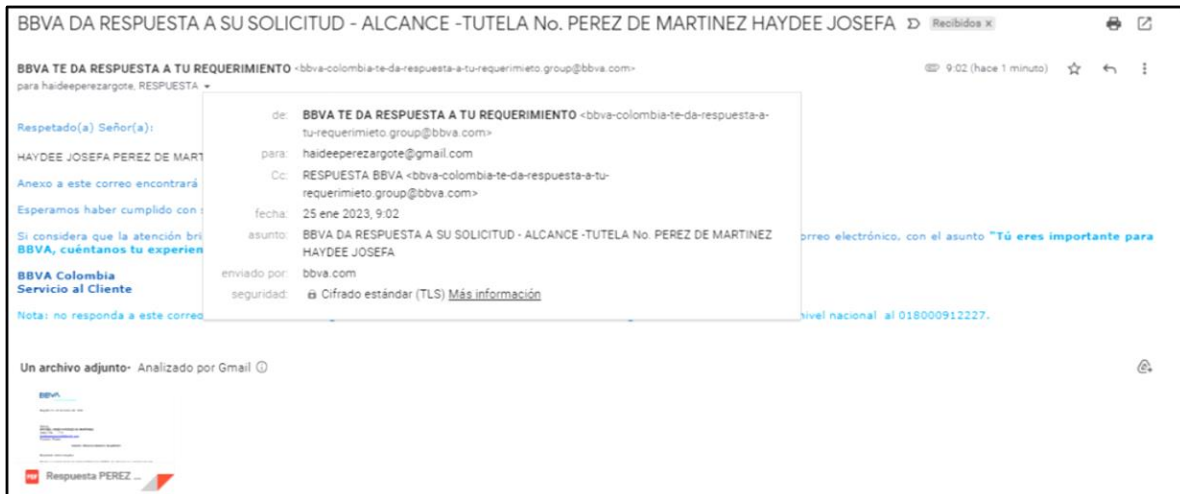 BBVA DA RESPUESTA A SU SOLICITUD - ALCANCE -TUTELA No. PEREZ DE MARTINEZ HAYDEE JOSEFA Recibidos x
BBVA TE DA RESPUESTA A TU REQUERIMIENTO <bbva-colombia-te-da-respuesta-a-tu-requerimieto.group@bbva.com> 9:02 (hace 1 minuto)
para haideeperezargote, RESPUESTA
de: BBVA TE DA RESPUESTA A TU REQUERIMIENTO <bbva-colombia-te-da-respuesta-a-
tu-requerimieto.group@bbva.com>
para: haideeperezargote@gmail.com
Cc: RESPUESTA BBVA <bbva-colombia-te-da-respuesta-a-tu-
requerimieto.group@bbva.com>
fecha: 25 ene 2023, 9:02
asunto: BBVA DA RESPUESTA A SU SOLICITUD - ALCANCE -TUTELA No. PEREZ DE MARTINEZ
HAYDEE JOSEFA
enviado por: bbva.com
seguridad: Cifrado estándar (TLS) Más información
Respetado(a) Señor(a):
HAYDEE JOSEFA PEREZ DE MART
Anexo a este correo encontrará
Esperamos haber cumplido con
Si considera que la atención bri orreo electrónico, con el asunto "Tú eres importante para
BBVA, cuéntanos tu experien
BBVA Colombia
Servicio al Cliente
Nota: no responda a este correo nivel nacional al 018000912227.
Un archivo adjunto· Analizado por Gmail
BBVA
PDF Respuesta PEREZ ...